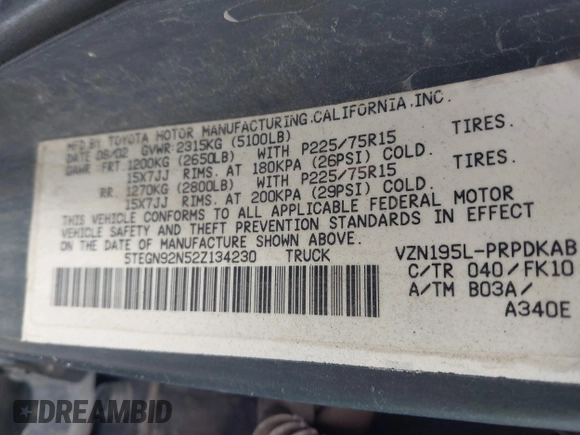 MFD.BY TOYOTA MOTOR MANUFACTURING,CALIFORNIA,INC.
DATE 06/02 GVWR:2315KG (5100LB)
GAWR FRT 1200KG (2650LB) WITH P225/75R15 TIRES.
15X7JJ RIMS. AT 180KPA (26PSI) COLD.
RR 1270KG (2800LB) WITH P225/75R15 TIRES.
15X7JJ RIMS. AT 200KPA (29PSI) COLD.
THIS VEHICLE CONFORMS TO ALL APPLICABLE FEDERAL MOTOR
VEHICLE SAFETY AND THEFT PREVENTION STANDARDS IN EFFECT
ON THE DATE OF MANUFACTURE SHOWN ABOVE.
5TEGN92N52Z134230 TRUCK VZN195L-PRPDKAB
C/TR 040/FK10
A/TM B03A/
A340E
DREAMBID